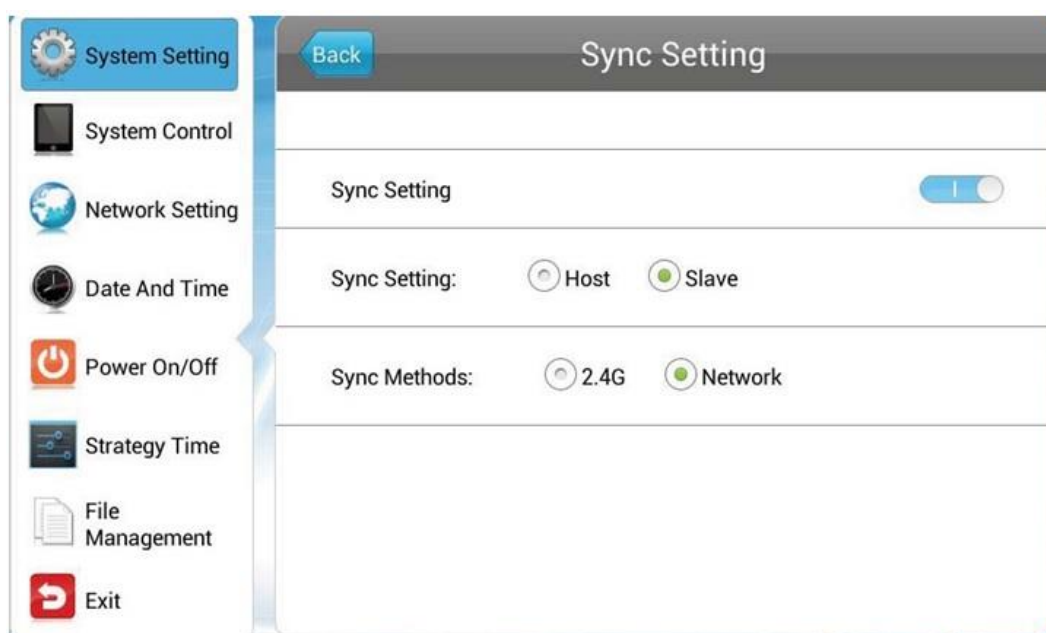 System Setting
System Control
Network Setting
Date And Time
Power On/Off
Strategy Time
File
Management
Exit
Back
Sync Setting
Sync Setting
Sync Setting: Host Slave
Sync Methods: 2.4G Network